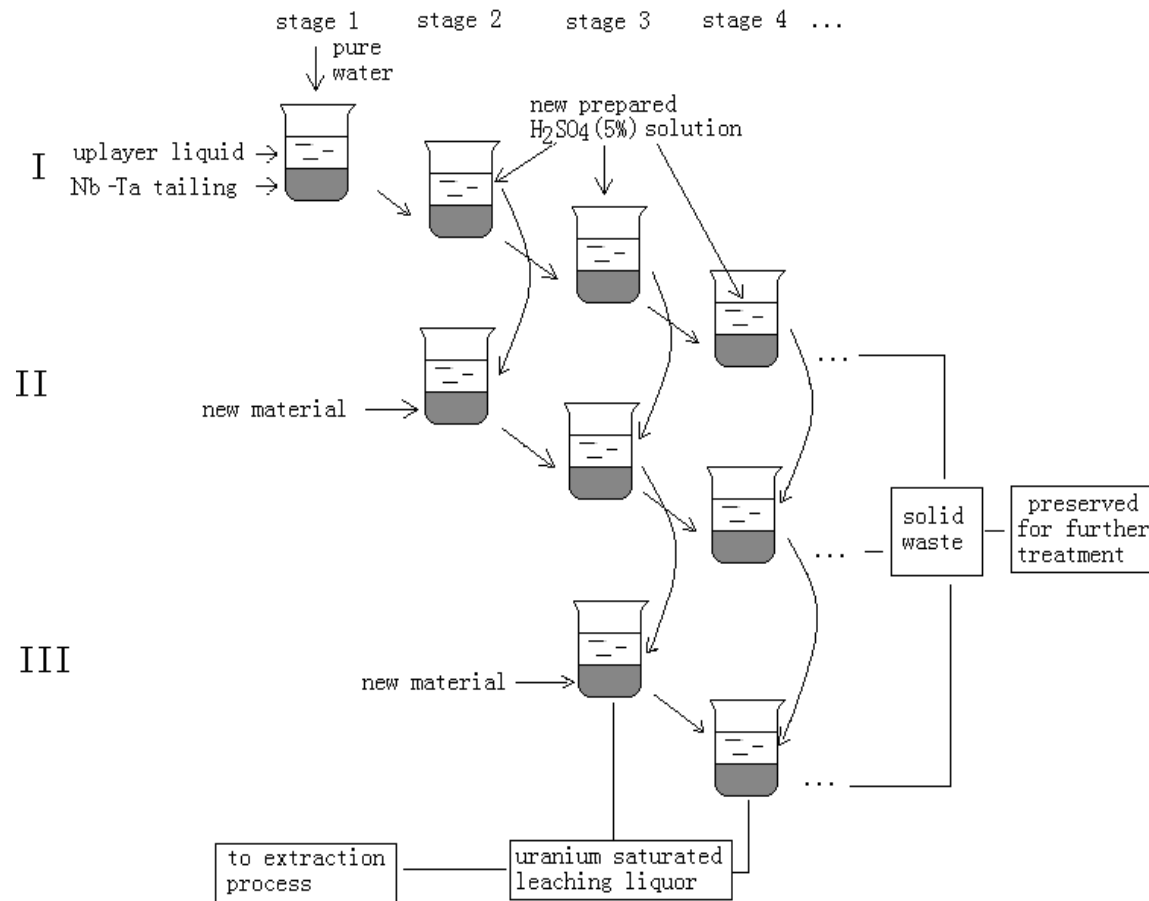 stage 1 stage 2 stage 3 stage 4 ...
pure
water
new prepared
H2SO4(5%) solution
I
uplayer liquid
Nb-Ta tailing
...
II
new material
solid
waste
preserved
for further
treatment
...
III
new material
...
to extraction
process
uranium saturated
leaching liquor